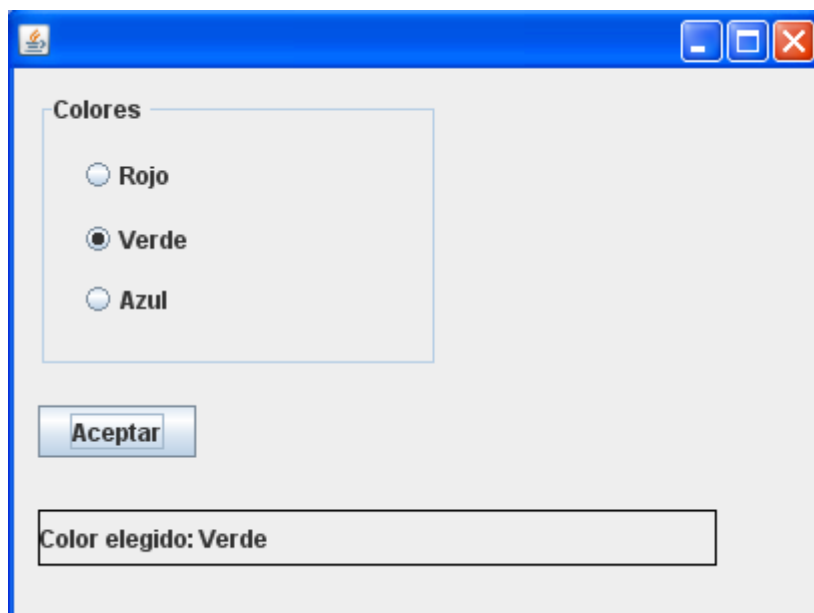 Colores
Rojo
Verde
Azul
Aceptar
Color elegido: Verde